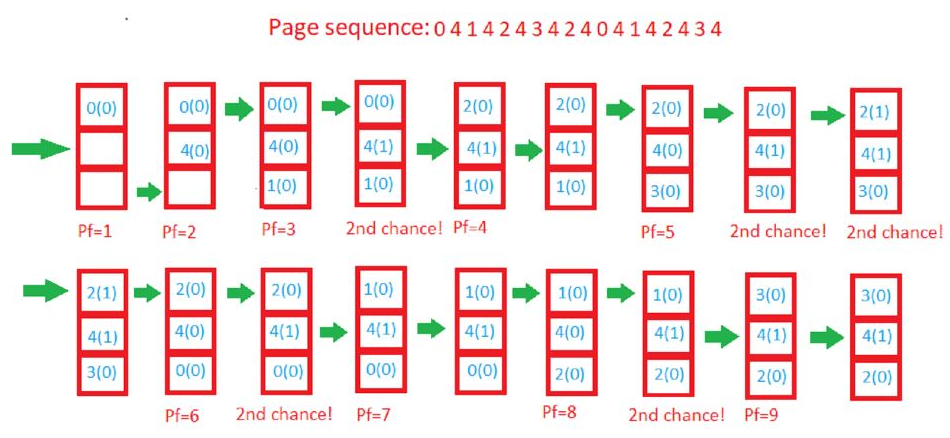 Page sequence: 0 4 1 4 2 4 3 4 2 4 0 4 1 4 2 4 3 4
0(0) 0(0) 0(0) 0(0) 2(0) 2(0) 2(0) 2(0) 2(1)
4(0) 4(0) 4(1) 4(1) 4(1) 4(0) 4(1) 4(1)
1(0) 1(0) 1(0) 1(0) 3(0) 3(0) 3(0)
Pf=1 Pf=2 Pf=3 2nd chance! Pf=4 Pf=5 2nd chance! 2nd chance!
2(1) 2(0) 2(0) 1(0) 1(0) 1(0) 1(0) 3(0) 3(0)
4(1) 4(0) 4(1) 4(1) 4(1) 4(0) 4(1) 4(1) 4(1)
3(0) 0(0) 0(0) 0(0) 0(0) 2(0) 2(0) 2(0) 2(0)
Pf=6 2nd chance! Pf=7 Pf=8 2nd chance! Pf=9